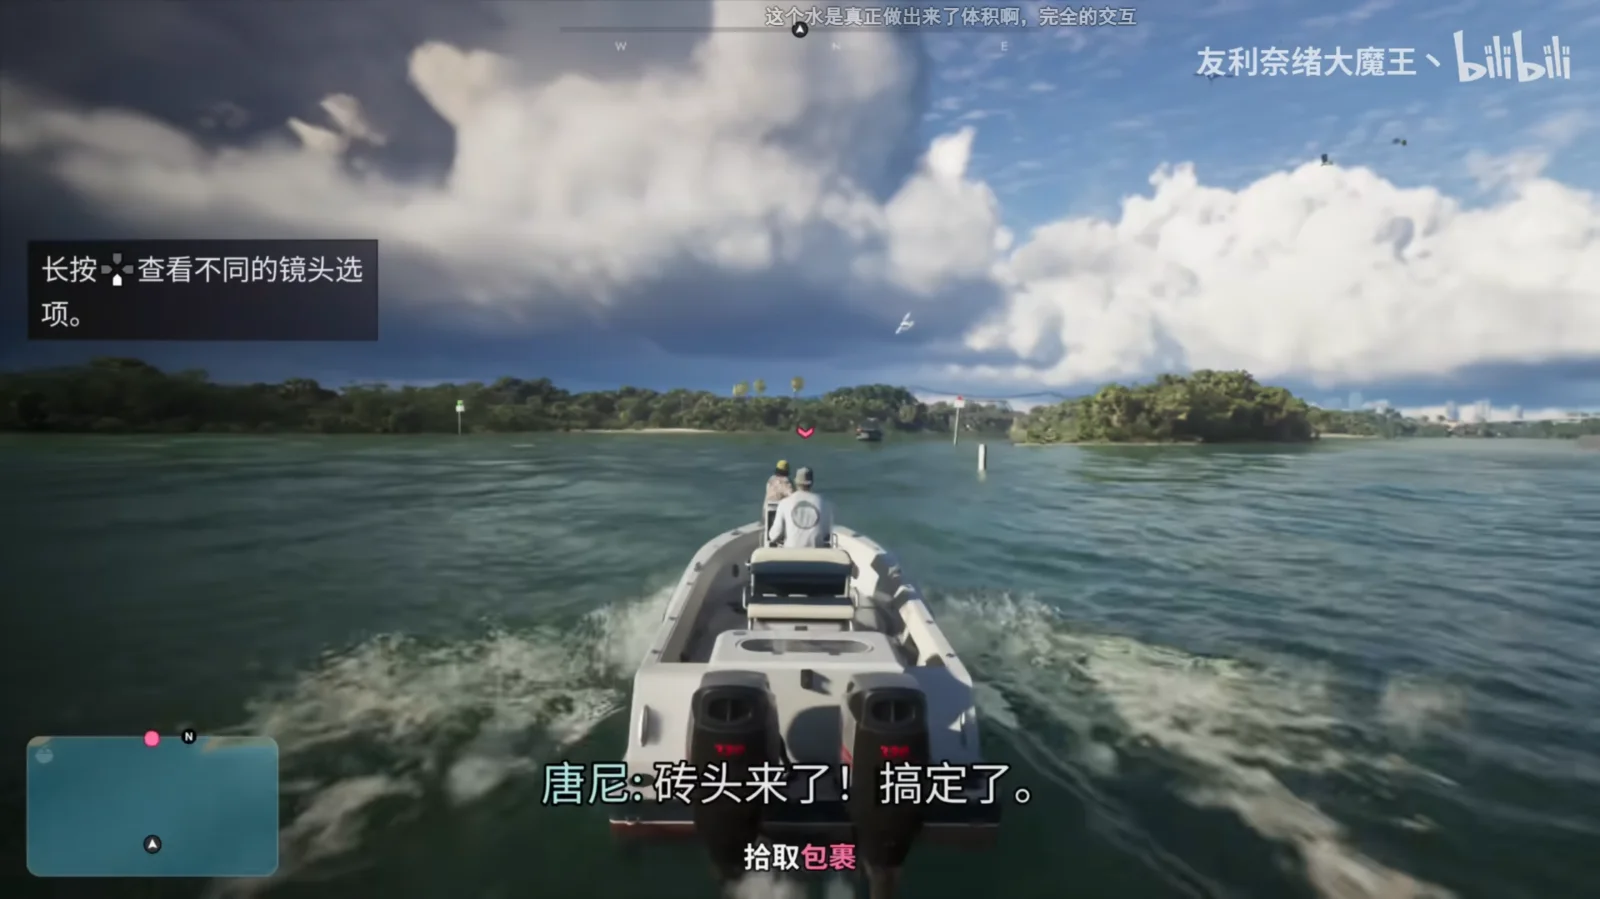 这个水是真正做出来了体积啊，完全的交互
W
N
E
友利奈绪大魔王丶 bilibili
长按查看不同的镜头选
项。
N
唐尼: 砖头来了！搞定了。
拾取包裹